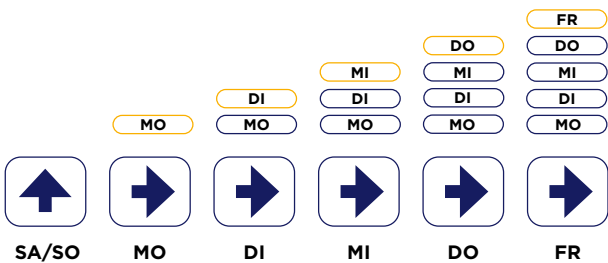 FR
DO DO
MI MI MI
DI DI DI DI
MO MO MO MO MO
SA/SO MO DI MI DO FR